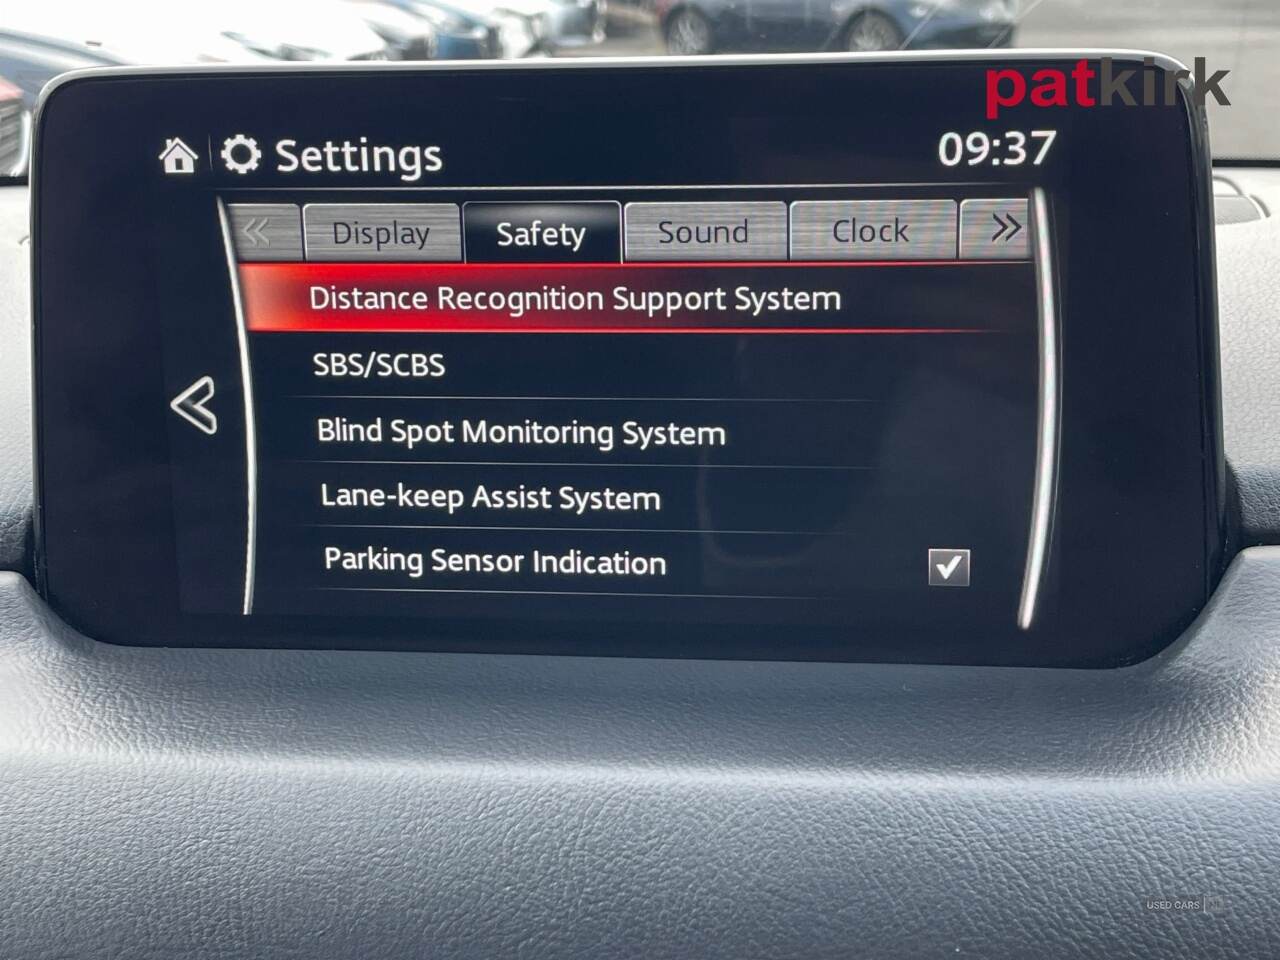 patkirk
Settings
09:37
Display
Safety
Sound
Clock
Distance Recognition Support System
SBS/SCBS
Blind Spot Monitoring System
Lane-keep Assist System
Parking Sensor Indication
USED CARS